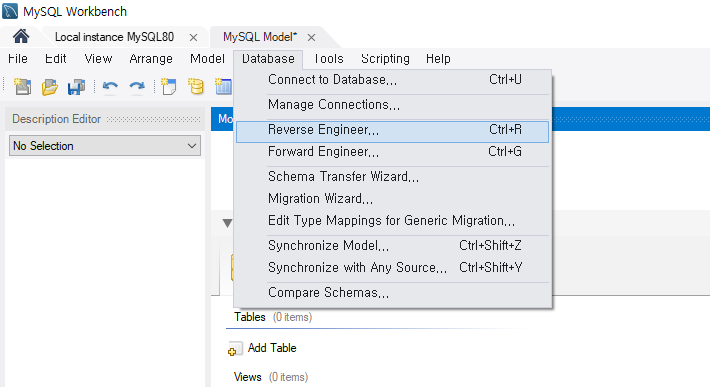 MySQL Workbench
Local instance MySQL80 MySQL Model*
File Edit View Arrange Model Database Tools Scripting Help
Connect to Database... Ctrl+U
Manage Connections...
Description Editor
Reverse Engineer... Ctrl+R
No Selection
Forward Engineer... Ctrl+G
Schema Transfer Wizard...
Migration Wizard...
Edit Type Mappings for Generic Migration...
Synchronize Model... Ctrl+Shift+Z
Synchronize with Any Source... Ctrl+Shift+Y
Compare Schemas...
Tables (0 items)
Add Table
Views (0 items)